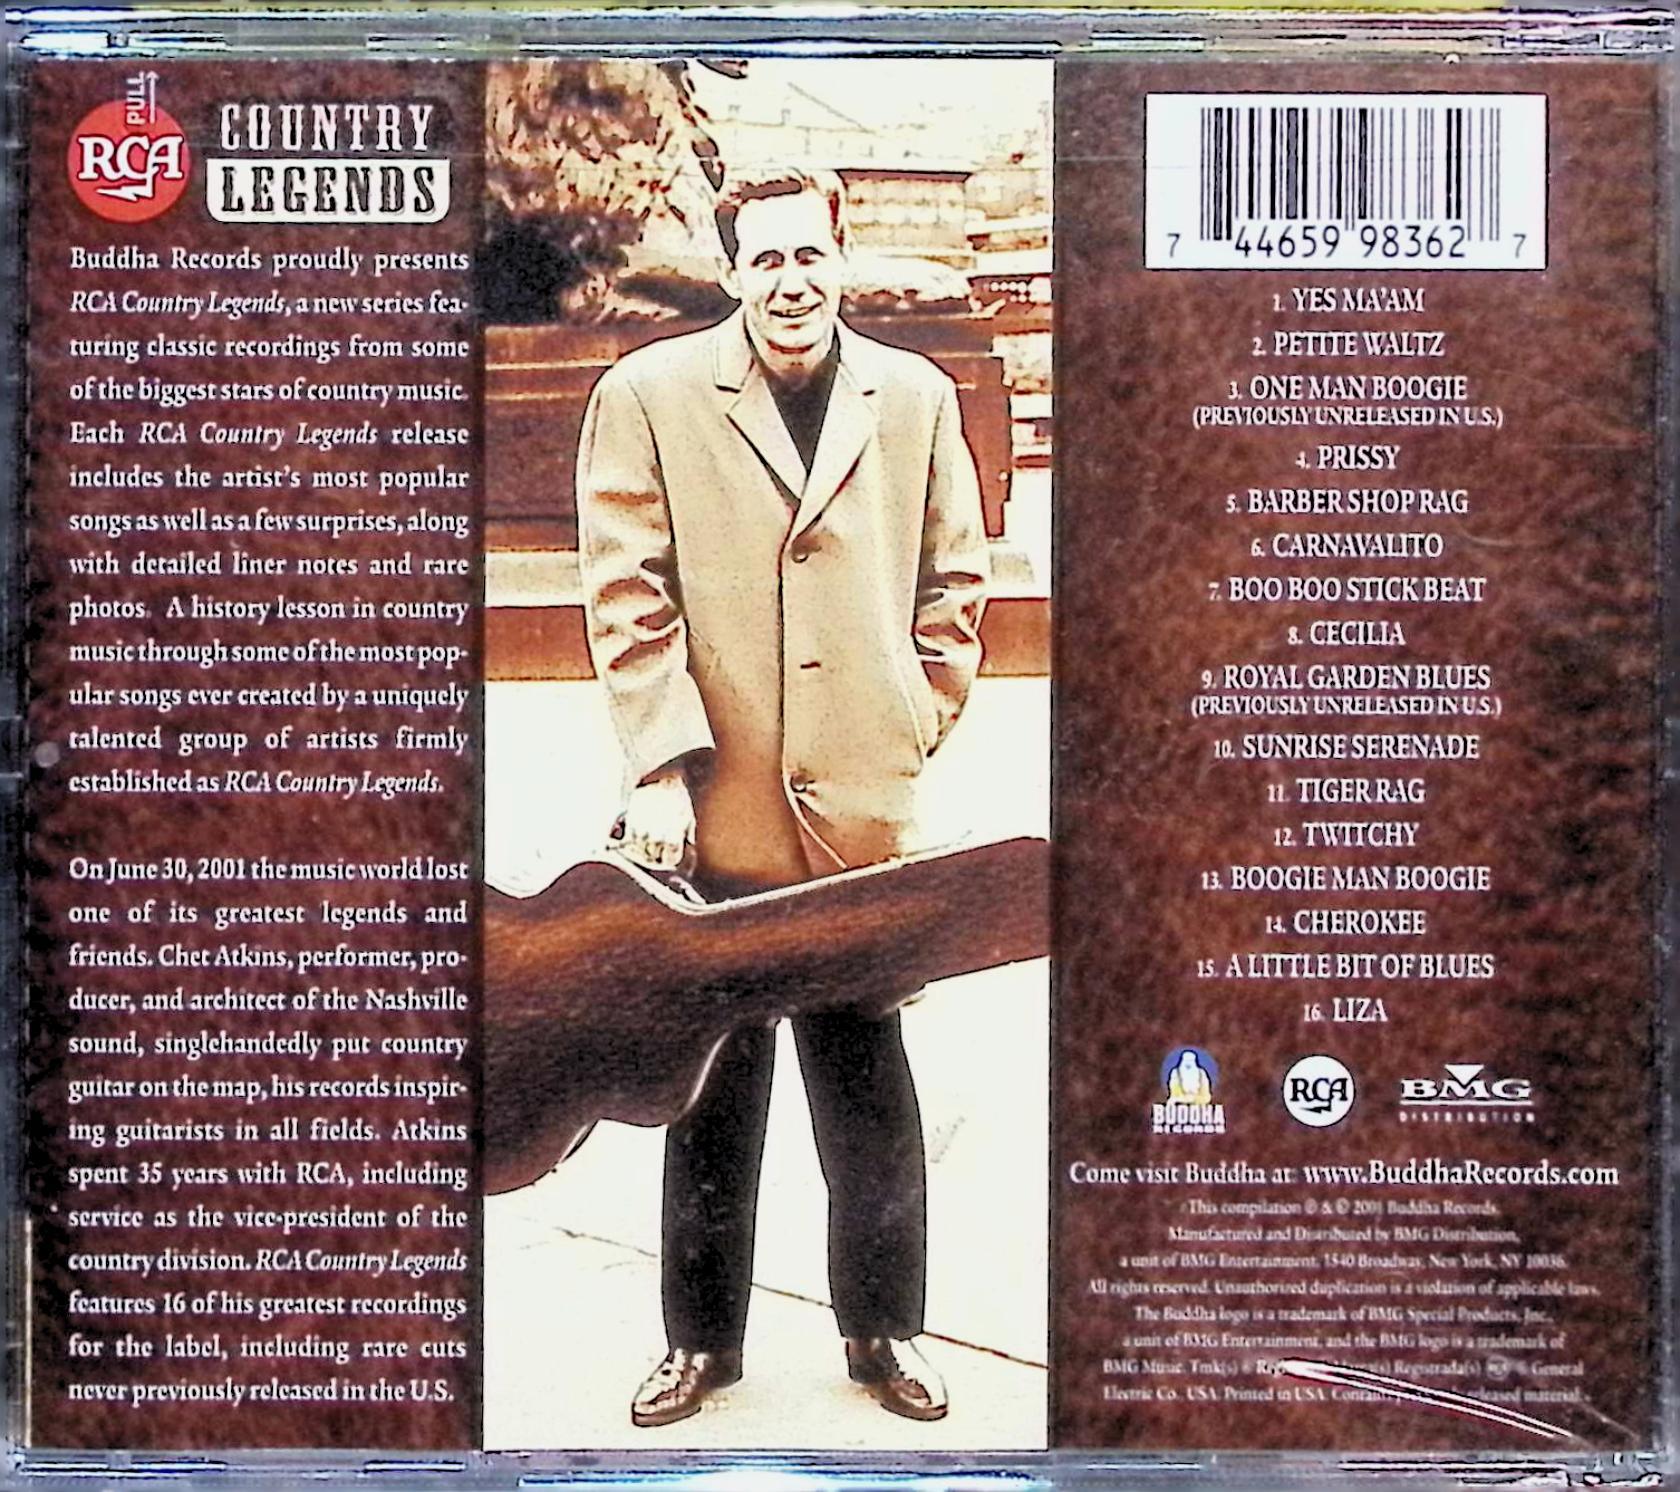 PULL
RCA
COUNTRY
LEGENDS
Buddha Records proudly presents
RCA Country Legends, a new series fea-
turing classic recordings from some
of the biggest stars of country music.
Each RCA Country Legends release
includes the artist's most popular
songs as well as a few surprises, along
with detailed liner notes and rare
photos. A history lesson in country
music through some of the most pop-
ular songs ever created by a uniquely
talented group of artists firmly
established as RCA Country Legends.
On June 30, 2001 the music world lost
one of its greatest legends and
friends. Chet Atkins, performer, pro-
ducer, and architect of the Nashville
sound, singlehandedly put country
guitar on the map, his records inspir-
ing guitarists in all fields. Atkins
spent 35 years with RCA, including
service as the vice-president of the
country division. RCA Country Legends
features 16 of his greatest recordings
for the label, including rare cuts
never previously released in the U.S.
7 44659 98362 7
1. YES MA'AM
2. PETITE WALTZ
3. ONE MAN BOOGIE
(PREVIOUSLY UNRELEASED IN U.S.)
4. PRISSY
5. BARBER SHOP RAG
6. CARNAVALITO
7. BOO BOO STICK BEAT
8. CECILIA
9. ROYAL GARDEN BLUES
(PREVIOUSLY UNRELEASED IN U.S.)
10. SUNRISE SERENADE
11. TIGER RAG
12. TWITCHY
13. BOOGIE MAN BOOGIE
14. CHEROKEE
15. A LITTLE BIT OF BLUES
16. LIZA
BUDDHA
RECORDS
RCA
BMG
DISTRIBUTION
Come visit Buddha at: www.BuddhaRecords.com
This compilation ℗ & © 2001 Buddha Records.
Manufactured and Distributed by BMG Distribution,
a unit of BMG Entertainment, 1540 Broadway, New York, NY 10036.
All rights reserved. Unauthorized duplication is a violation of applicable laws.
The Buddha logo is a trademark of BMG Special Products, Inc.,
a unit of BMG Entertainment, and the BMG logo is a trademark of
BMG Music. Tmk(s) ® Registrada(s) RCA ® General
Electric Co., USA. Printed in USA. released material.